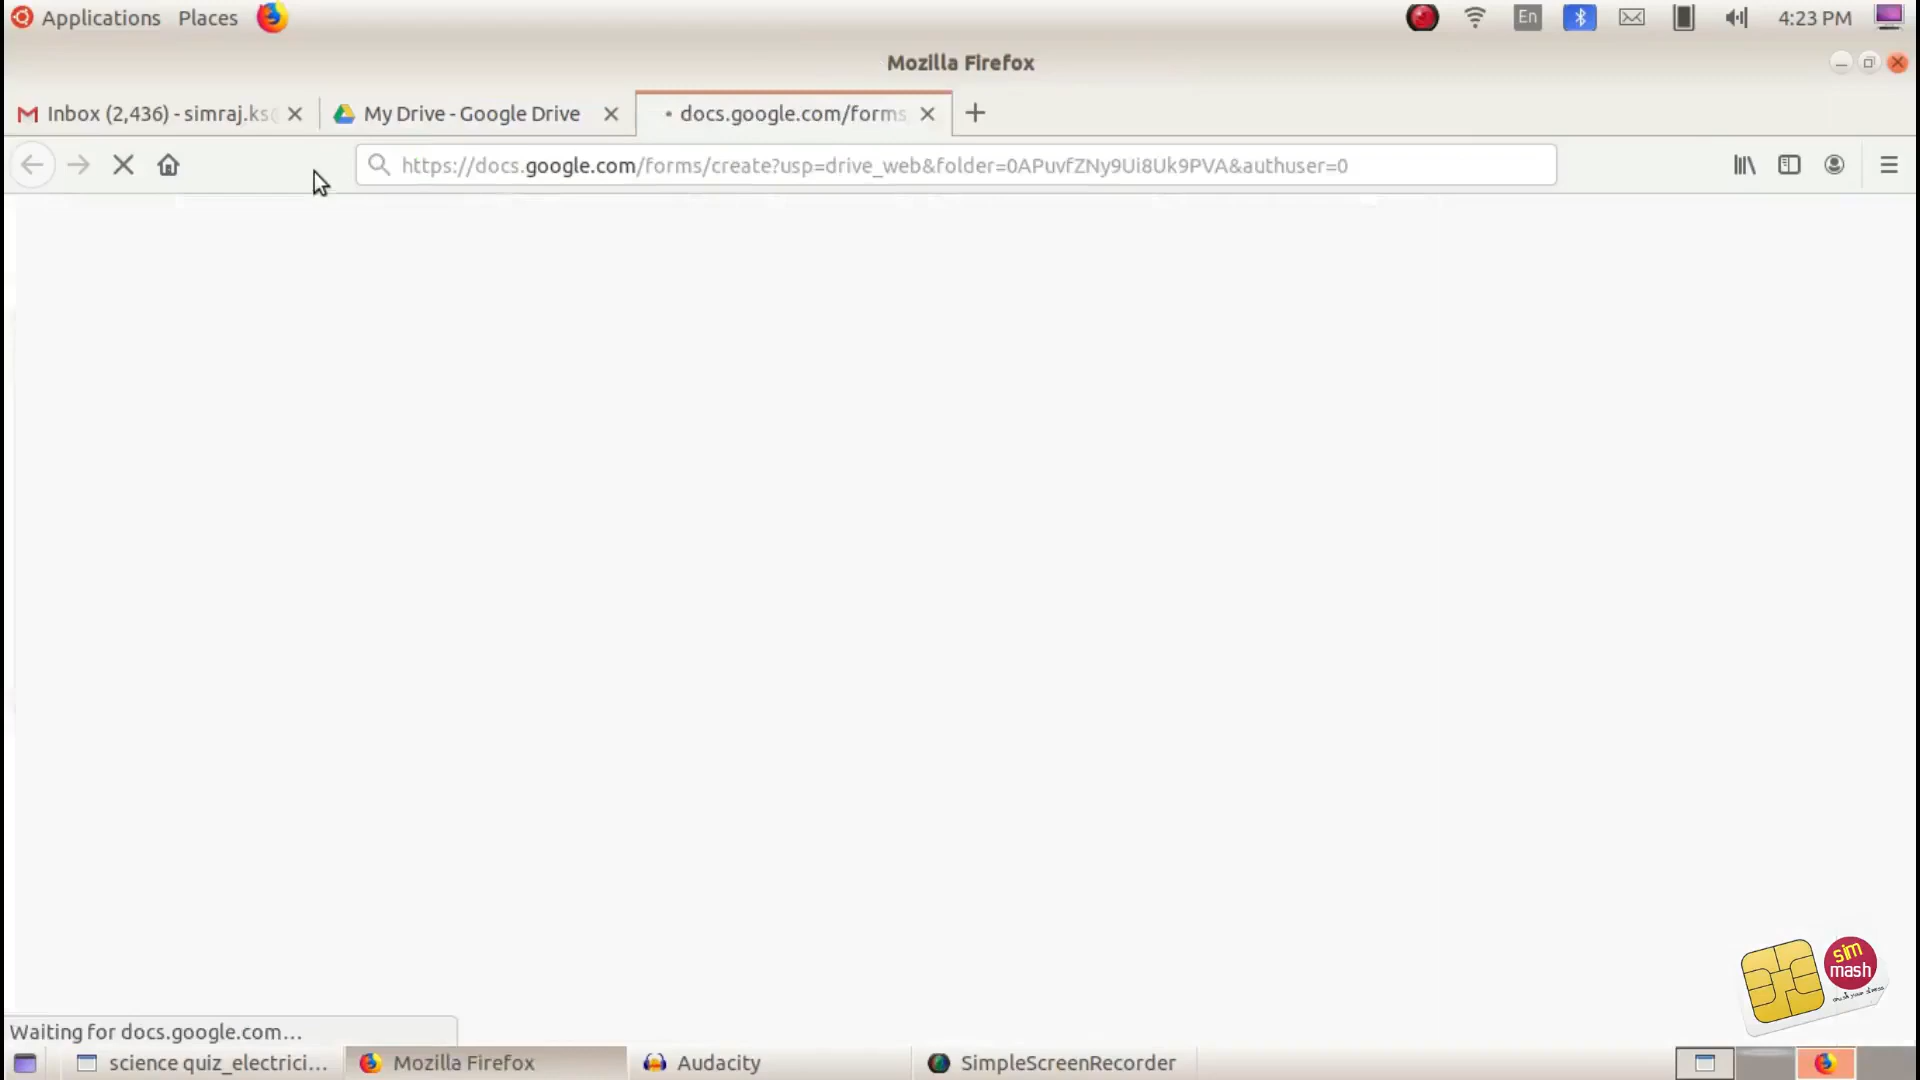 Applications Places En 4:23 PM
Mozilla Firefox
Inbox (2,436) - simraj.ks@ My Drive - Google Drive docs.google.com/forms
https://docs.google.com/forms/create?usp=drive_web&folder=0APuvfZNy9Ui8Uk9PVA&authuser=0
sim
mash
Waiting for docs.google.com...
science quiz_electrici... Mozilla Firefox Audacity SimpleScreenRecorder